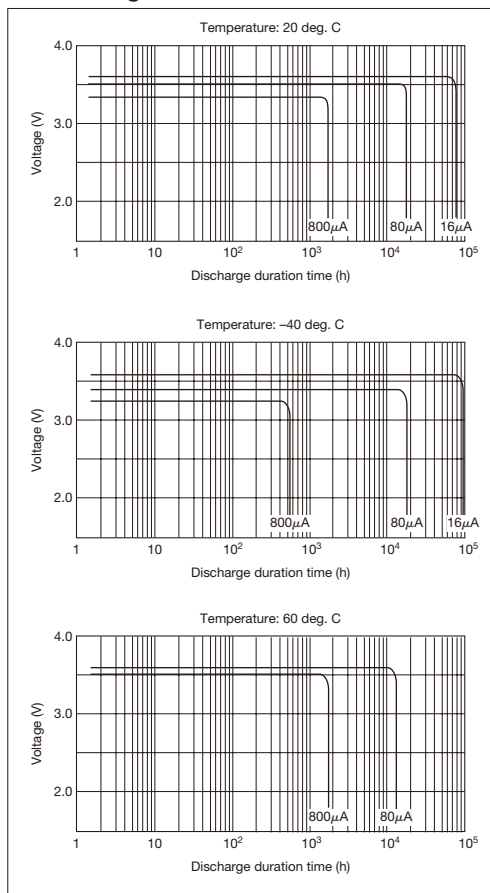 Temperature: 20 deg. C
4.0
3.0
2.0
Voltage (V)
800μA
80μA
16μA
1
10
10²
10³
10⁴
10⁵
Discharge duration time (h)
Temperature: –40 deg. C
4.0
3.0
2.0
Voltage (V)
800μA
80μA
16μA
1
10
10²
10³
10⁴
10⁵
Discharge duration time (h)
Temperature: 60 deg. C
4.0
3.0
2.0
Voltage (V)
800μA
80μA
1
10
10²
10³
10⁴
10⁵
Discharge duration time (h)